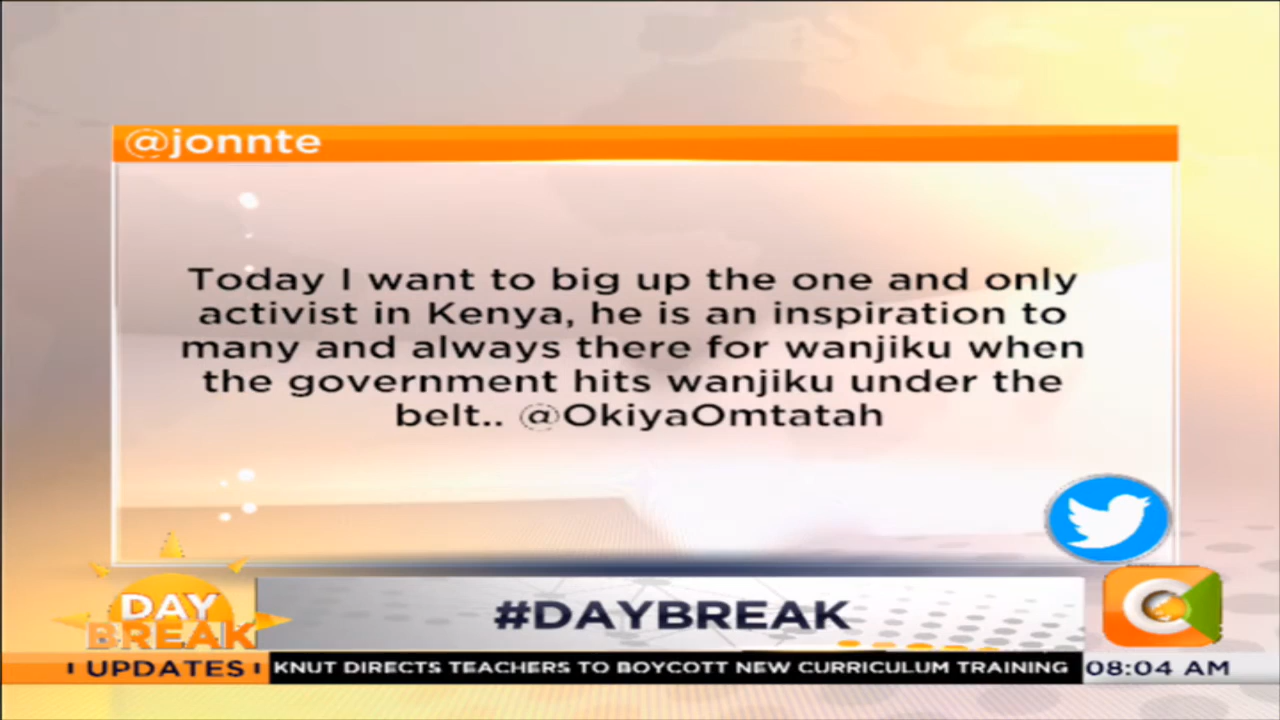 @jonnte
Today I want to big up the one and only
activist in Kenya, he is an inspiration to
many and always there for wanjiku when
the government hits wanjiku under the
belt.. @OkiyaOmtatah
DAY
BREAK
#DAYBREAK
UPDATES
KNUT DIRECTS TEACHERS TO BOYCOTT NEW CURRICULUM TRAINING
08:04 AM